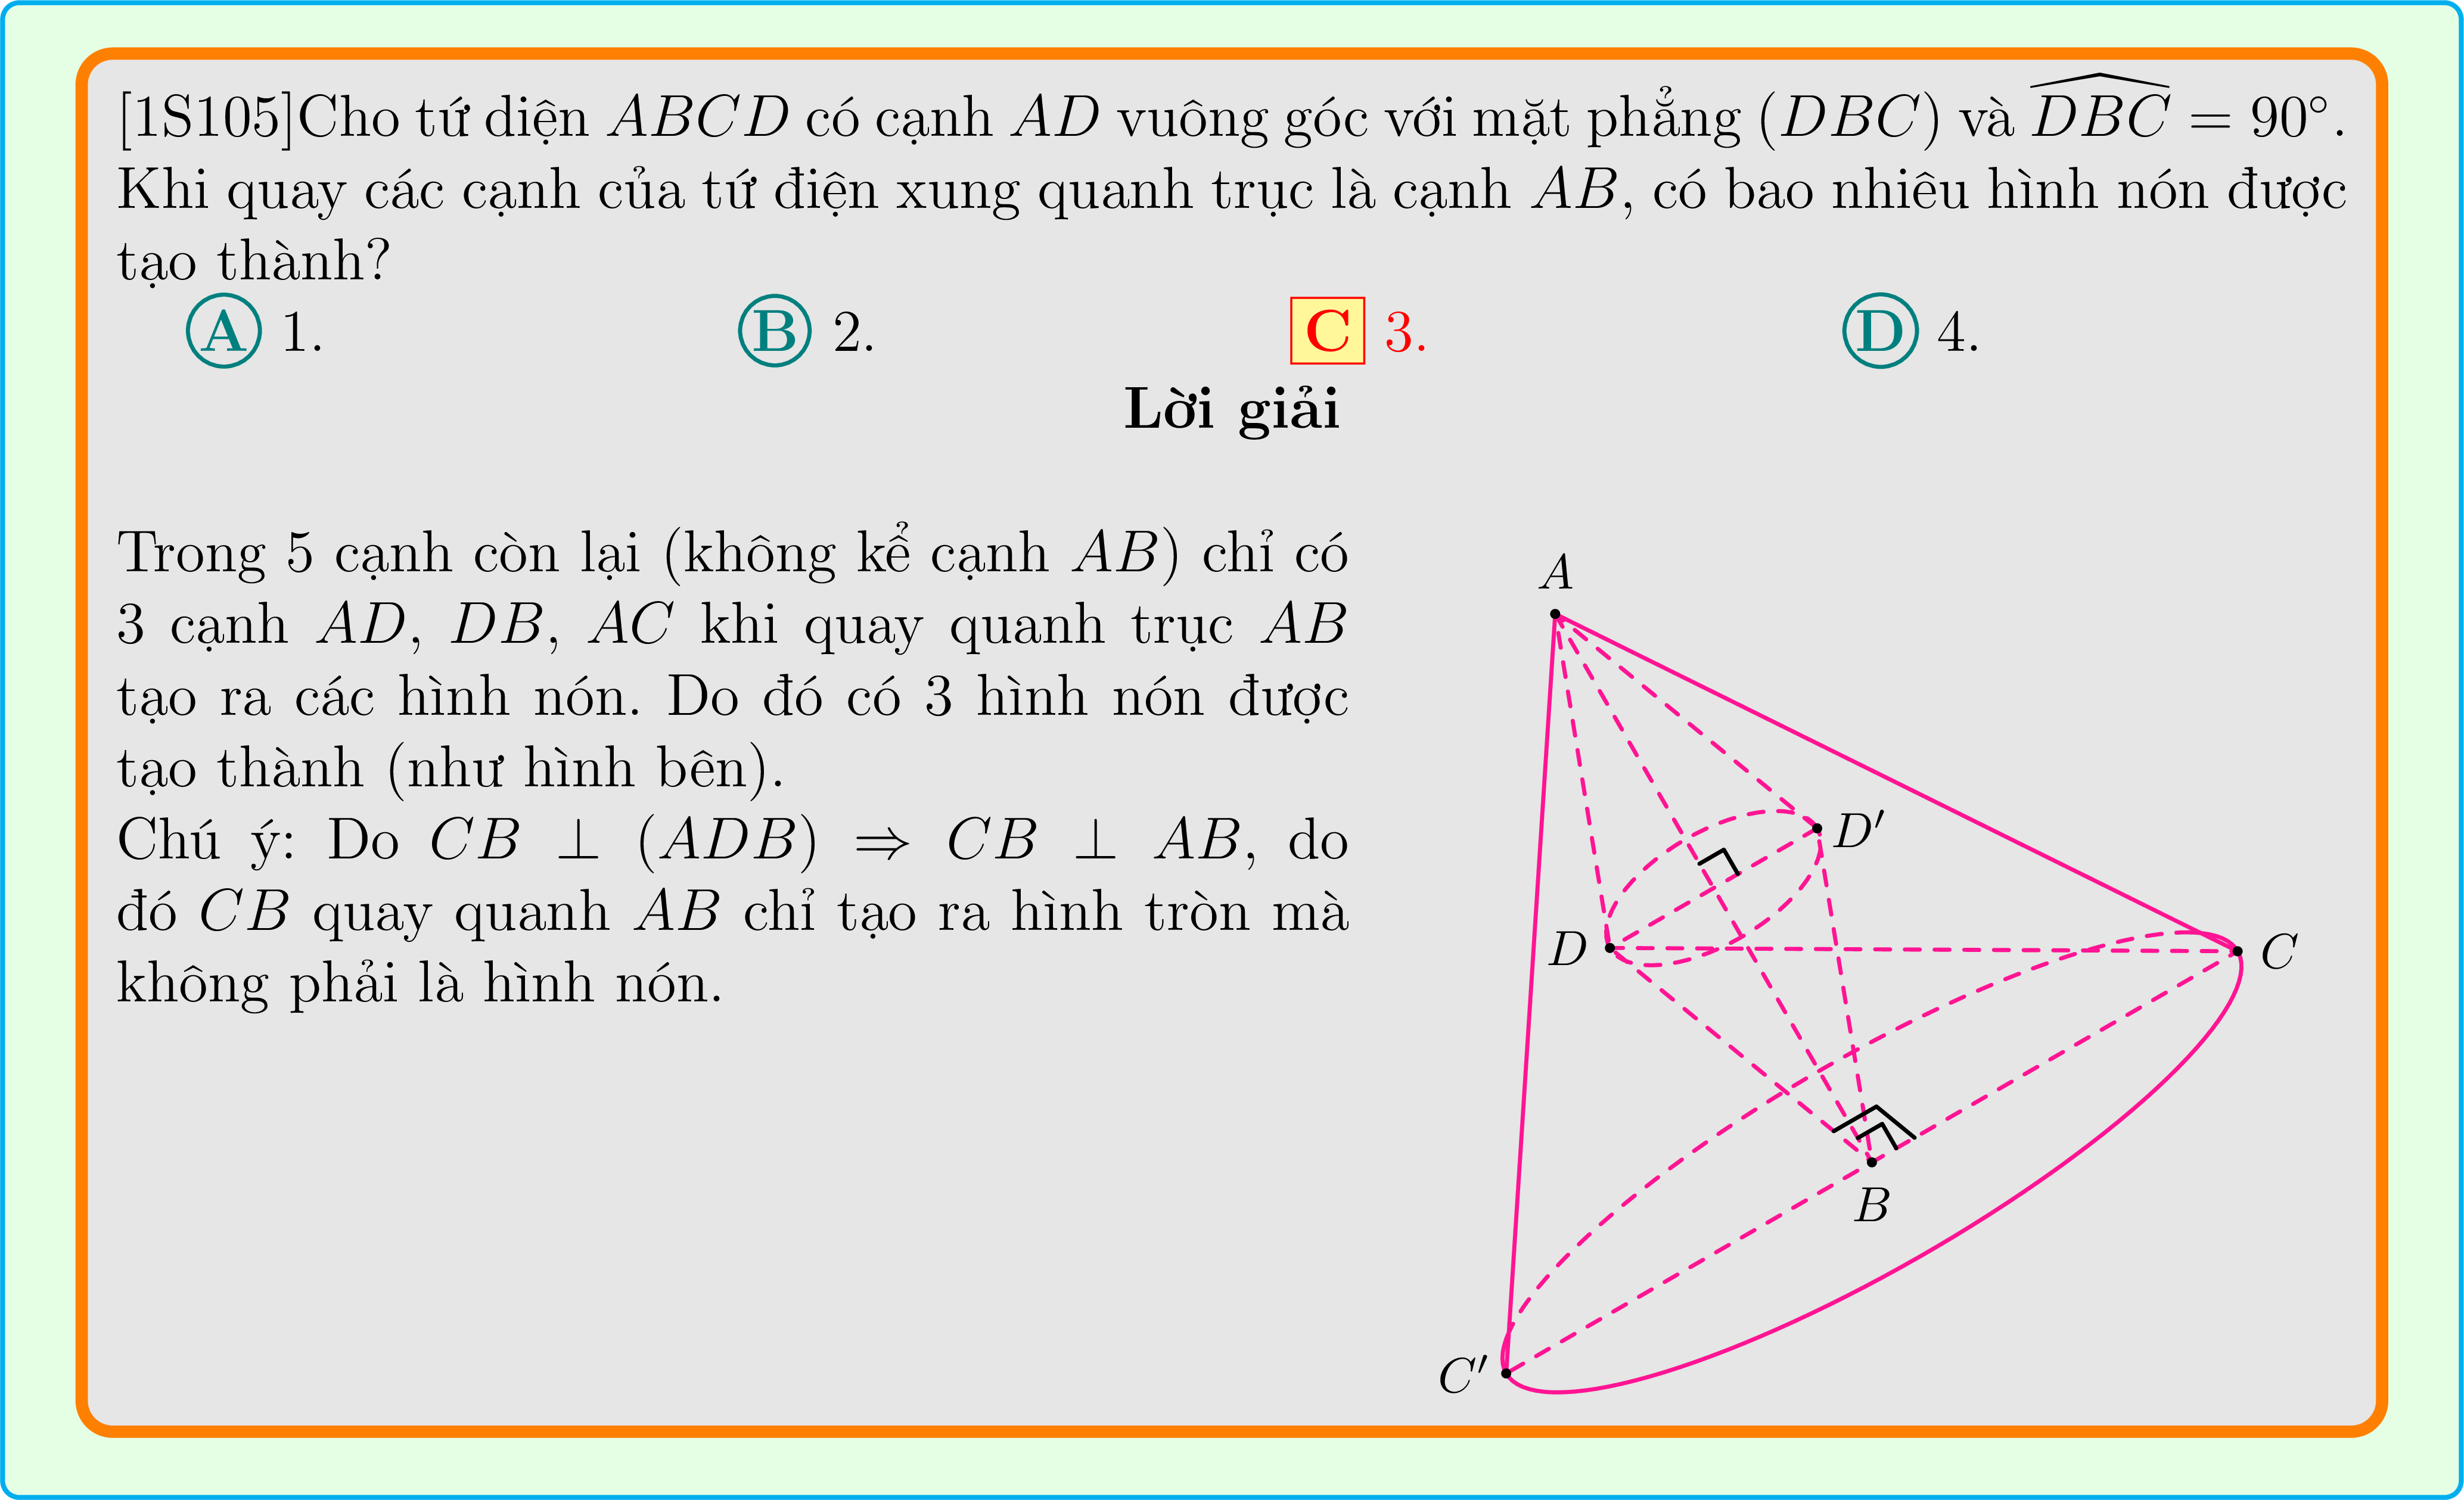 [1S105]Cho tứ diện ABCD có cạnh AD vuông góc với mặt phẳng (DBC) và $\widehat{DBC}$ = 90°.
Khi quay các cạnh của tứ điện xung quanh trục là cạnh AB, có bao nhiêu hình nón được
tạo thành?
A 1. B 2. C 3. D 4.
Lời giải
Trong 5 cạnh còn lại (không kể cạnh AB) chỉ có
3 cạnh AD, DB, AC khi quay quanh trục AB
tạo ra các hình nón. Do đó có 3 hình nón được
tạo thành (như hình bên).
Chú ý: Do CB ⊥ (ADB) ⇒ CB ⊥ AB, do
đó CB quay quanh AB chỉ tạo ra hình tròn mà
không phải là hình nón.
A
D′
D
C
B
C′